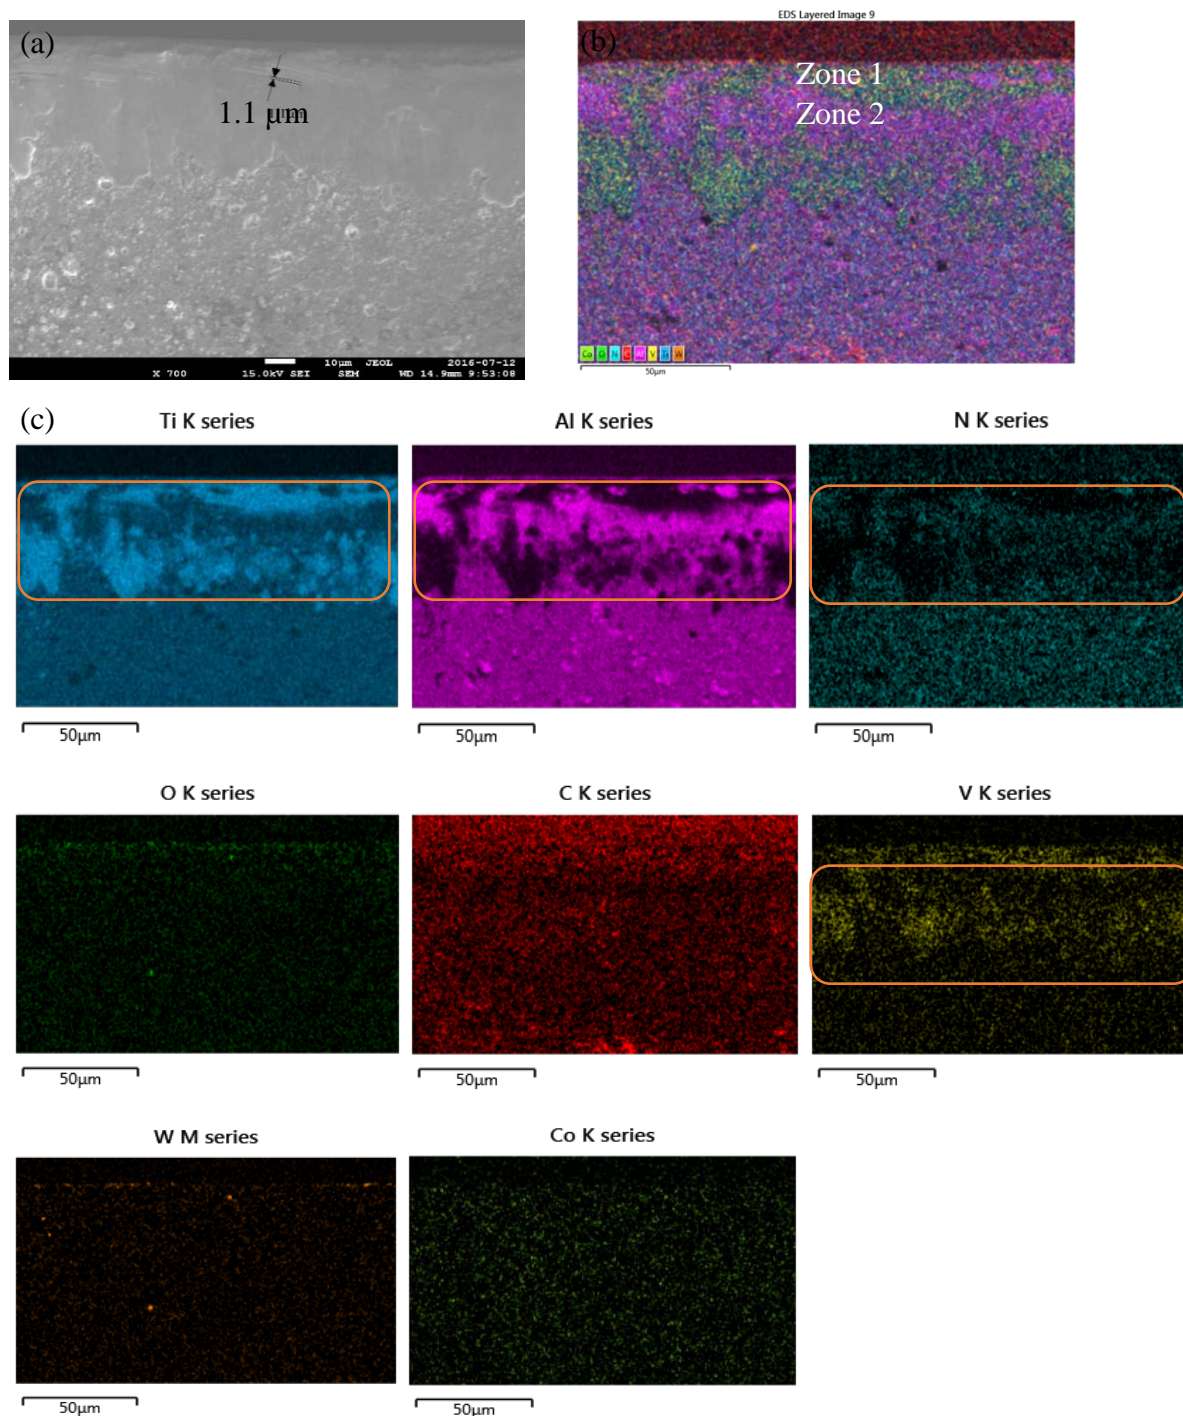 (a)
1.1 μm
10μm JEOL 2016-07-12
X 700 15.0kV SEI SEM WD 14.9mm 9:53:08
EDS Layered Image 9
(b)
Zone 1
Zone 2
Co O N C Al V Ti W
50μm
(c)
Ti K series
Al K series
N K series
50μm
50μm
50μm
O K series
C K series
V K series
50μm
50μm
50μm
W M series
Co K series
50μm
50μm